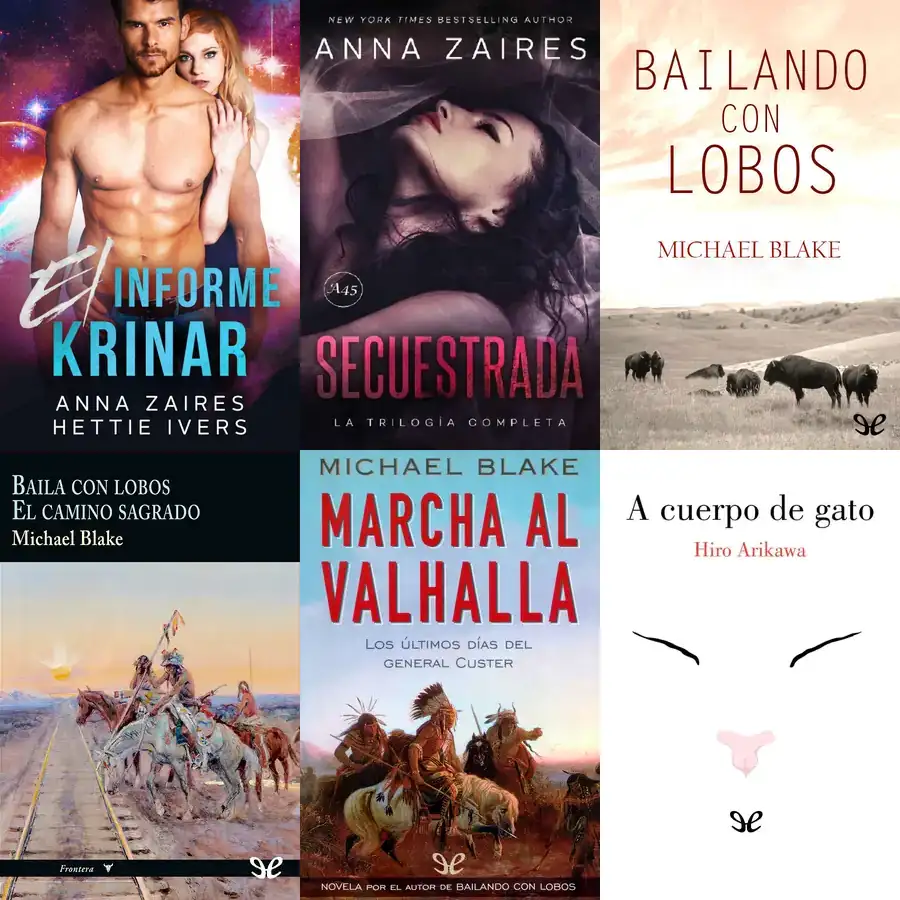 El INFORME
KRINAR
ANNA ZAIRES
HETTIE IVERS
NEW YORK TIMES BESTSELLING AUTHOR
ANNA ZAIRES
A45
SECUESTRADA
LA TRILOGÍA COMPLETA
BAILANDO
CON
LOBOS
MICHAEL BLAKE
BAILA CON LOBOS
EL CAMINO SAGRADO
Michael Blake
Frontera
MICHAEL BLAKE
MARCHA AL
VALHALLA
LOS ÚLTIMOS DÍAS DEL
GENERAL CUSTER
NOVELA POR EL AUTOR DE BAILANDO CON LOBOS
A cuerpo de gato
Hiro Arikawa